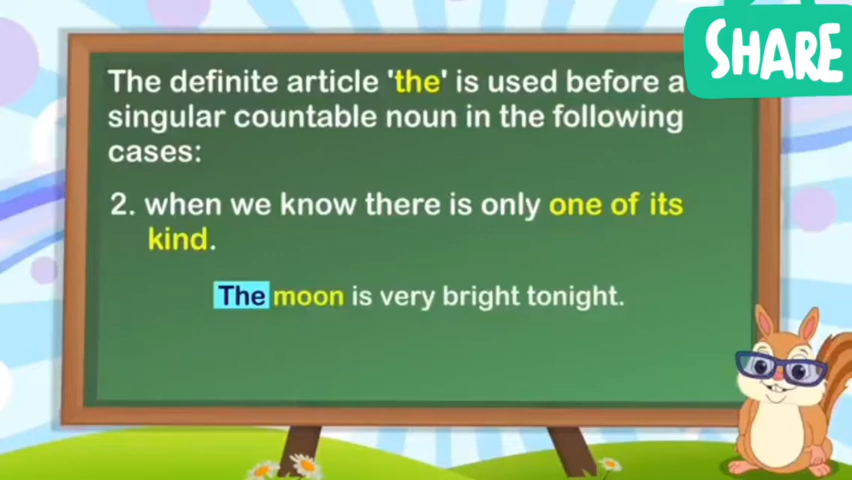 SHARE
The definite article 'the' is used before a
singular countable noun in the following
cases:
2. when we know there is only one of its
kind.
The moon is very bright tonight.